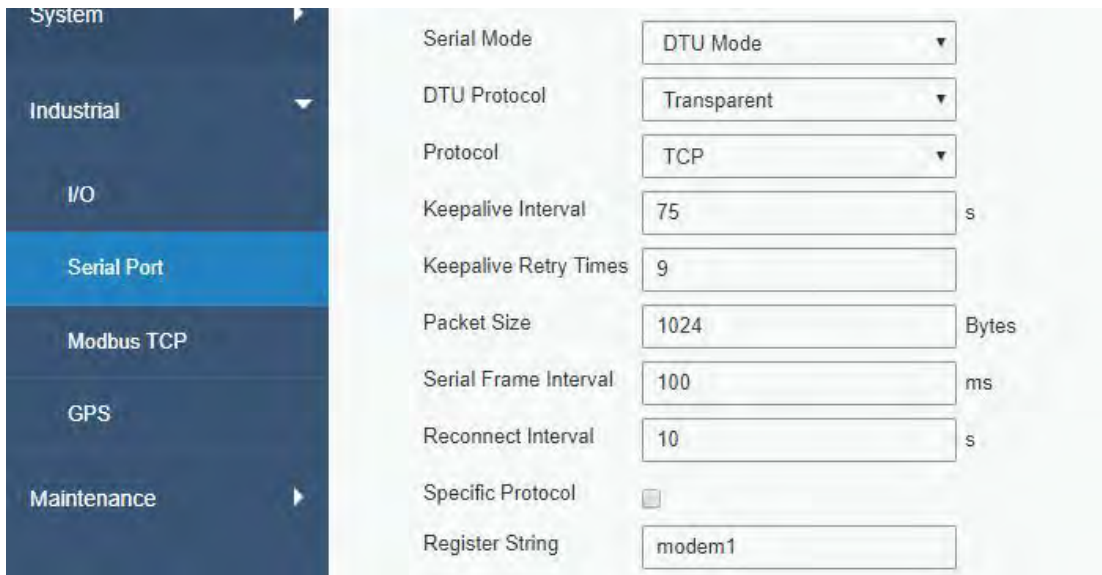 System
Industrial
I/O
Serial Port
Modbus TCP
GPS
Maintenance
Serial Mode DTU Mode
DTU Protocol Transparent
Protocol TCP
Keepalive Interval 75 s
Keepalive Retry Times 9
Packet Size 1024 Bytes
Serial Frame Interval 100 ms
Reconnect Interval 10 s
Specific Protocol
Register String modem1